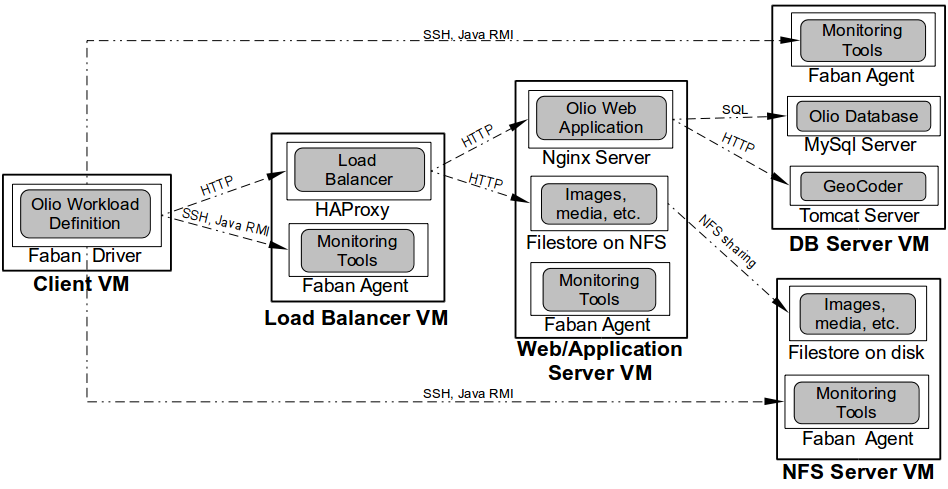 SSH, Java RMI
Monitoring
Tools
Faban Agent
Olio Web
Application
Nginx Server
SQL
Olio Database
MySql Server
HTTP
HTTP
Load
Balancer
HAProxy
HTTP
GeoCoder
Tomcat Server
DB Server VM
HTTP
Images,
media, etc.
Filestore on NFS
Olio Workload
Definition
Faban Driver
Client VM
SSH, Java RMI
Monitoring
Tools
Faban Agent
Load Balancer VM
NFS sharing
Monitoring
Tools
Faban Agent
Web/Application
Server VM
Images,
media, etc.
Filestore on disk
SSH, Java RMI
Monitoring
Tools
Faban Agent
NFS Server VM